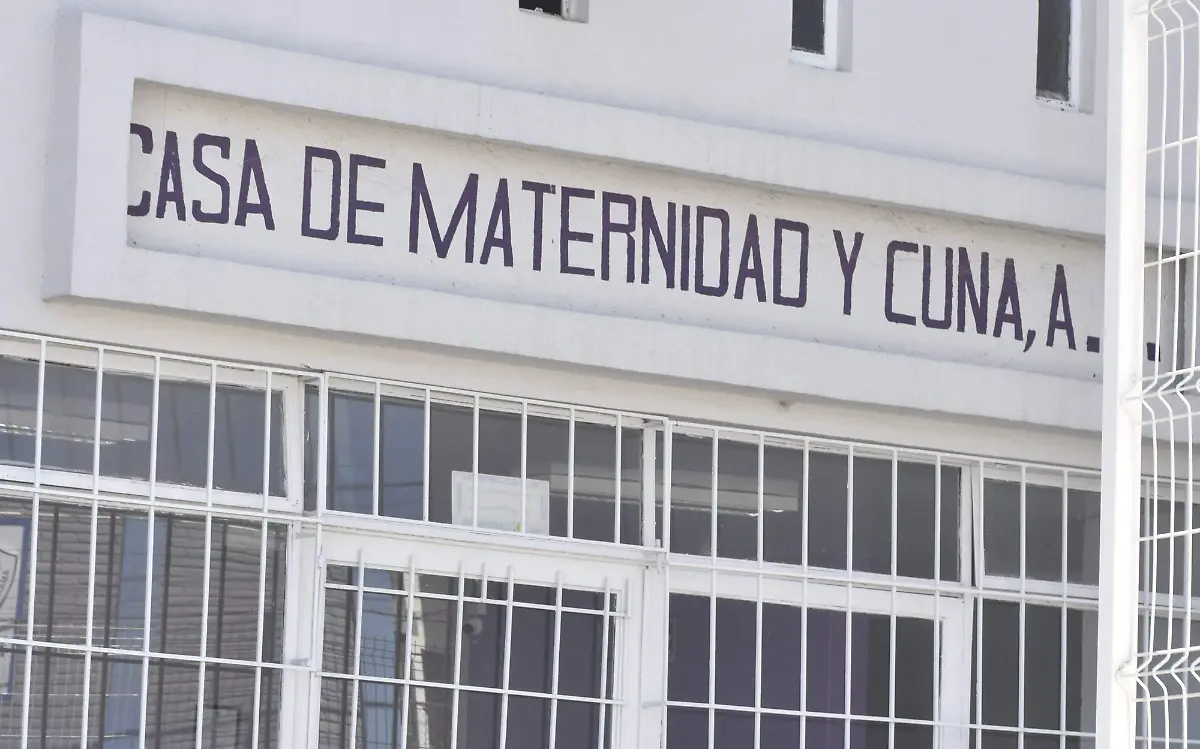 CASA DE MATERNIDAD Y CUNA, A.